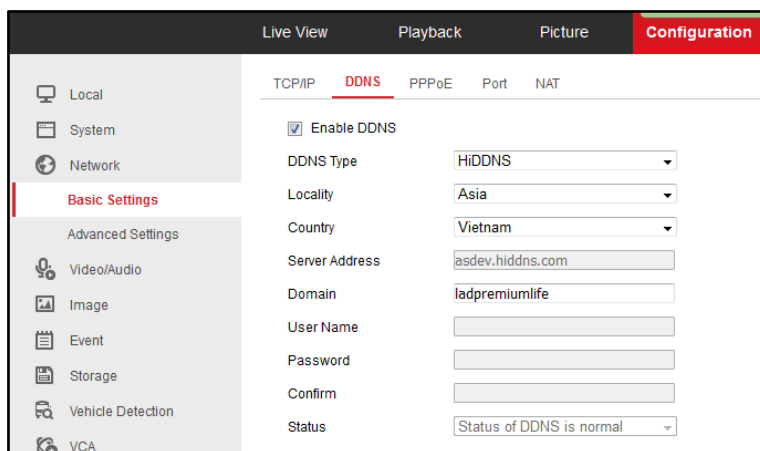 Live View Playback Picture Configuration
TCP/IP DDNS PPPoE Port NAT
Local
System
Network
Basic Settings
Advanced Settings
Video/Audio
Image
Event
Storage
Vehicle Detection
VCA
Enable DDNS
DDNS Type HiDDNS
Locality Asia
Country Vietnam
Server Address asdev.hiddns.com
Domain ladpremiumlife
User Name
Password
Confirm
Status Status of DDNS is normal